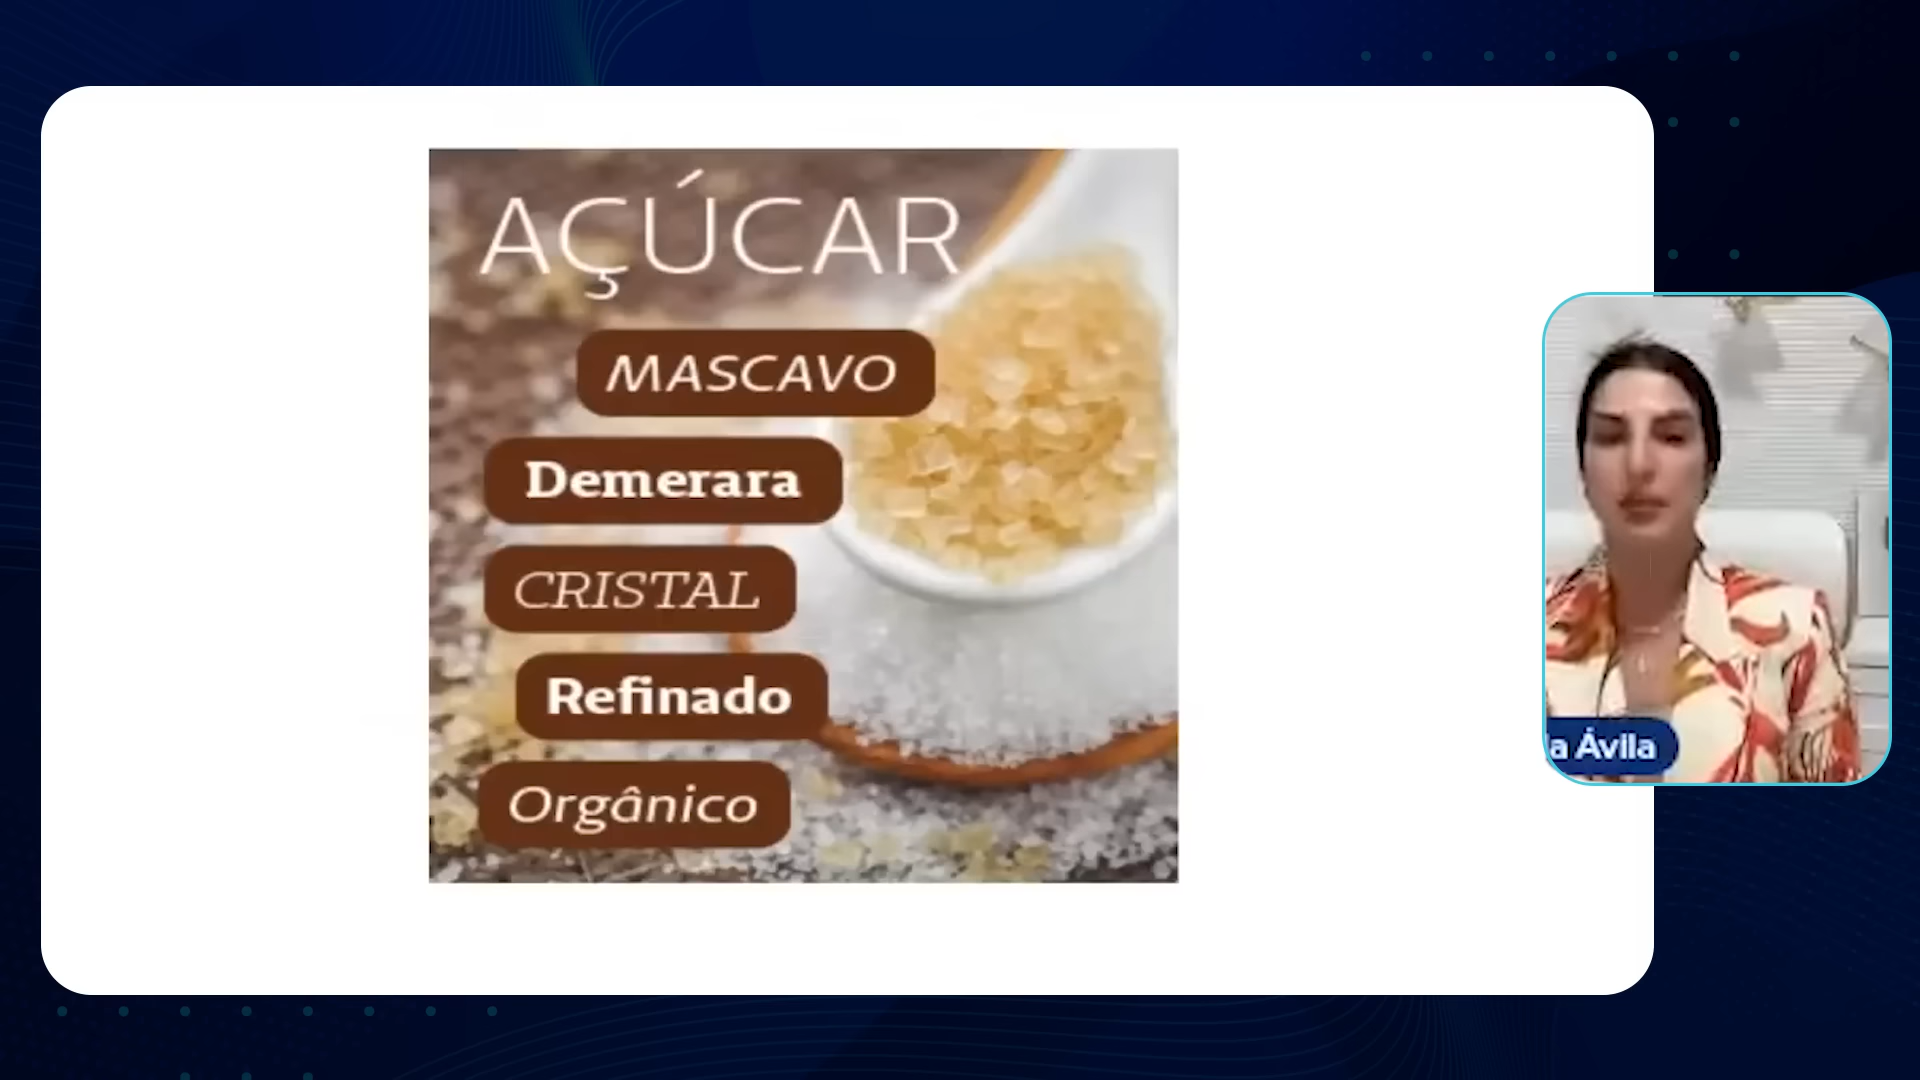 AÇÚCAR
MASCAVO
Demerara
CRISTAL
Refinado
Orgânico
Ávila